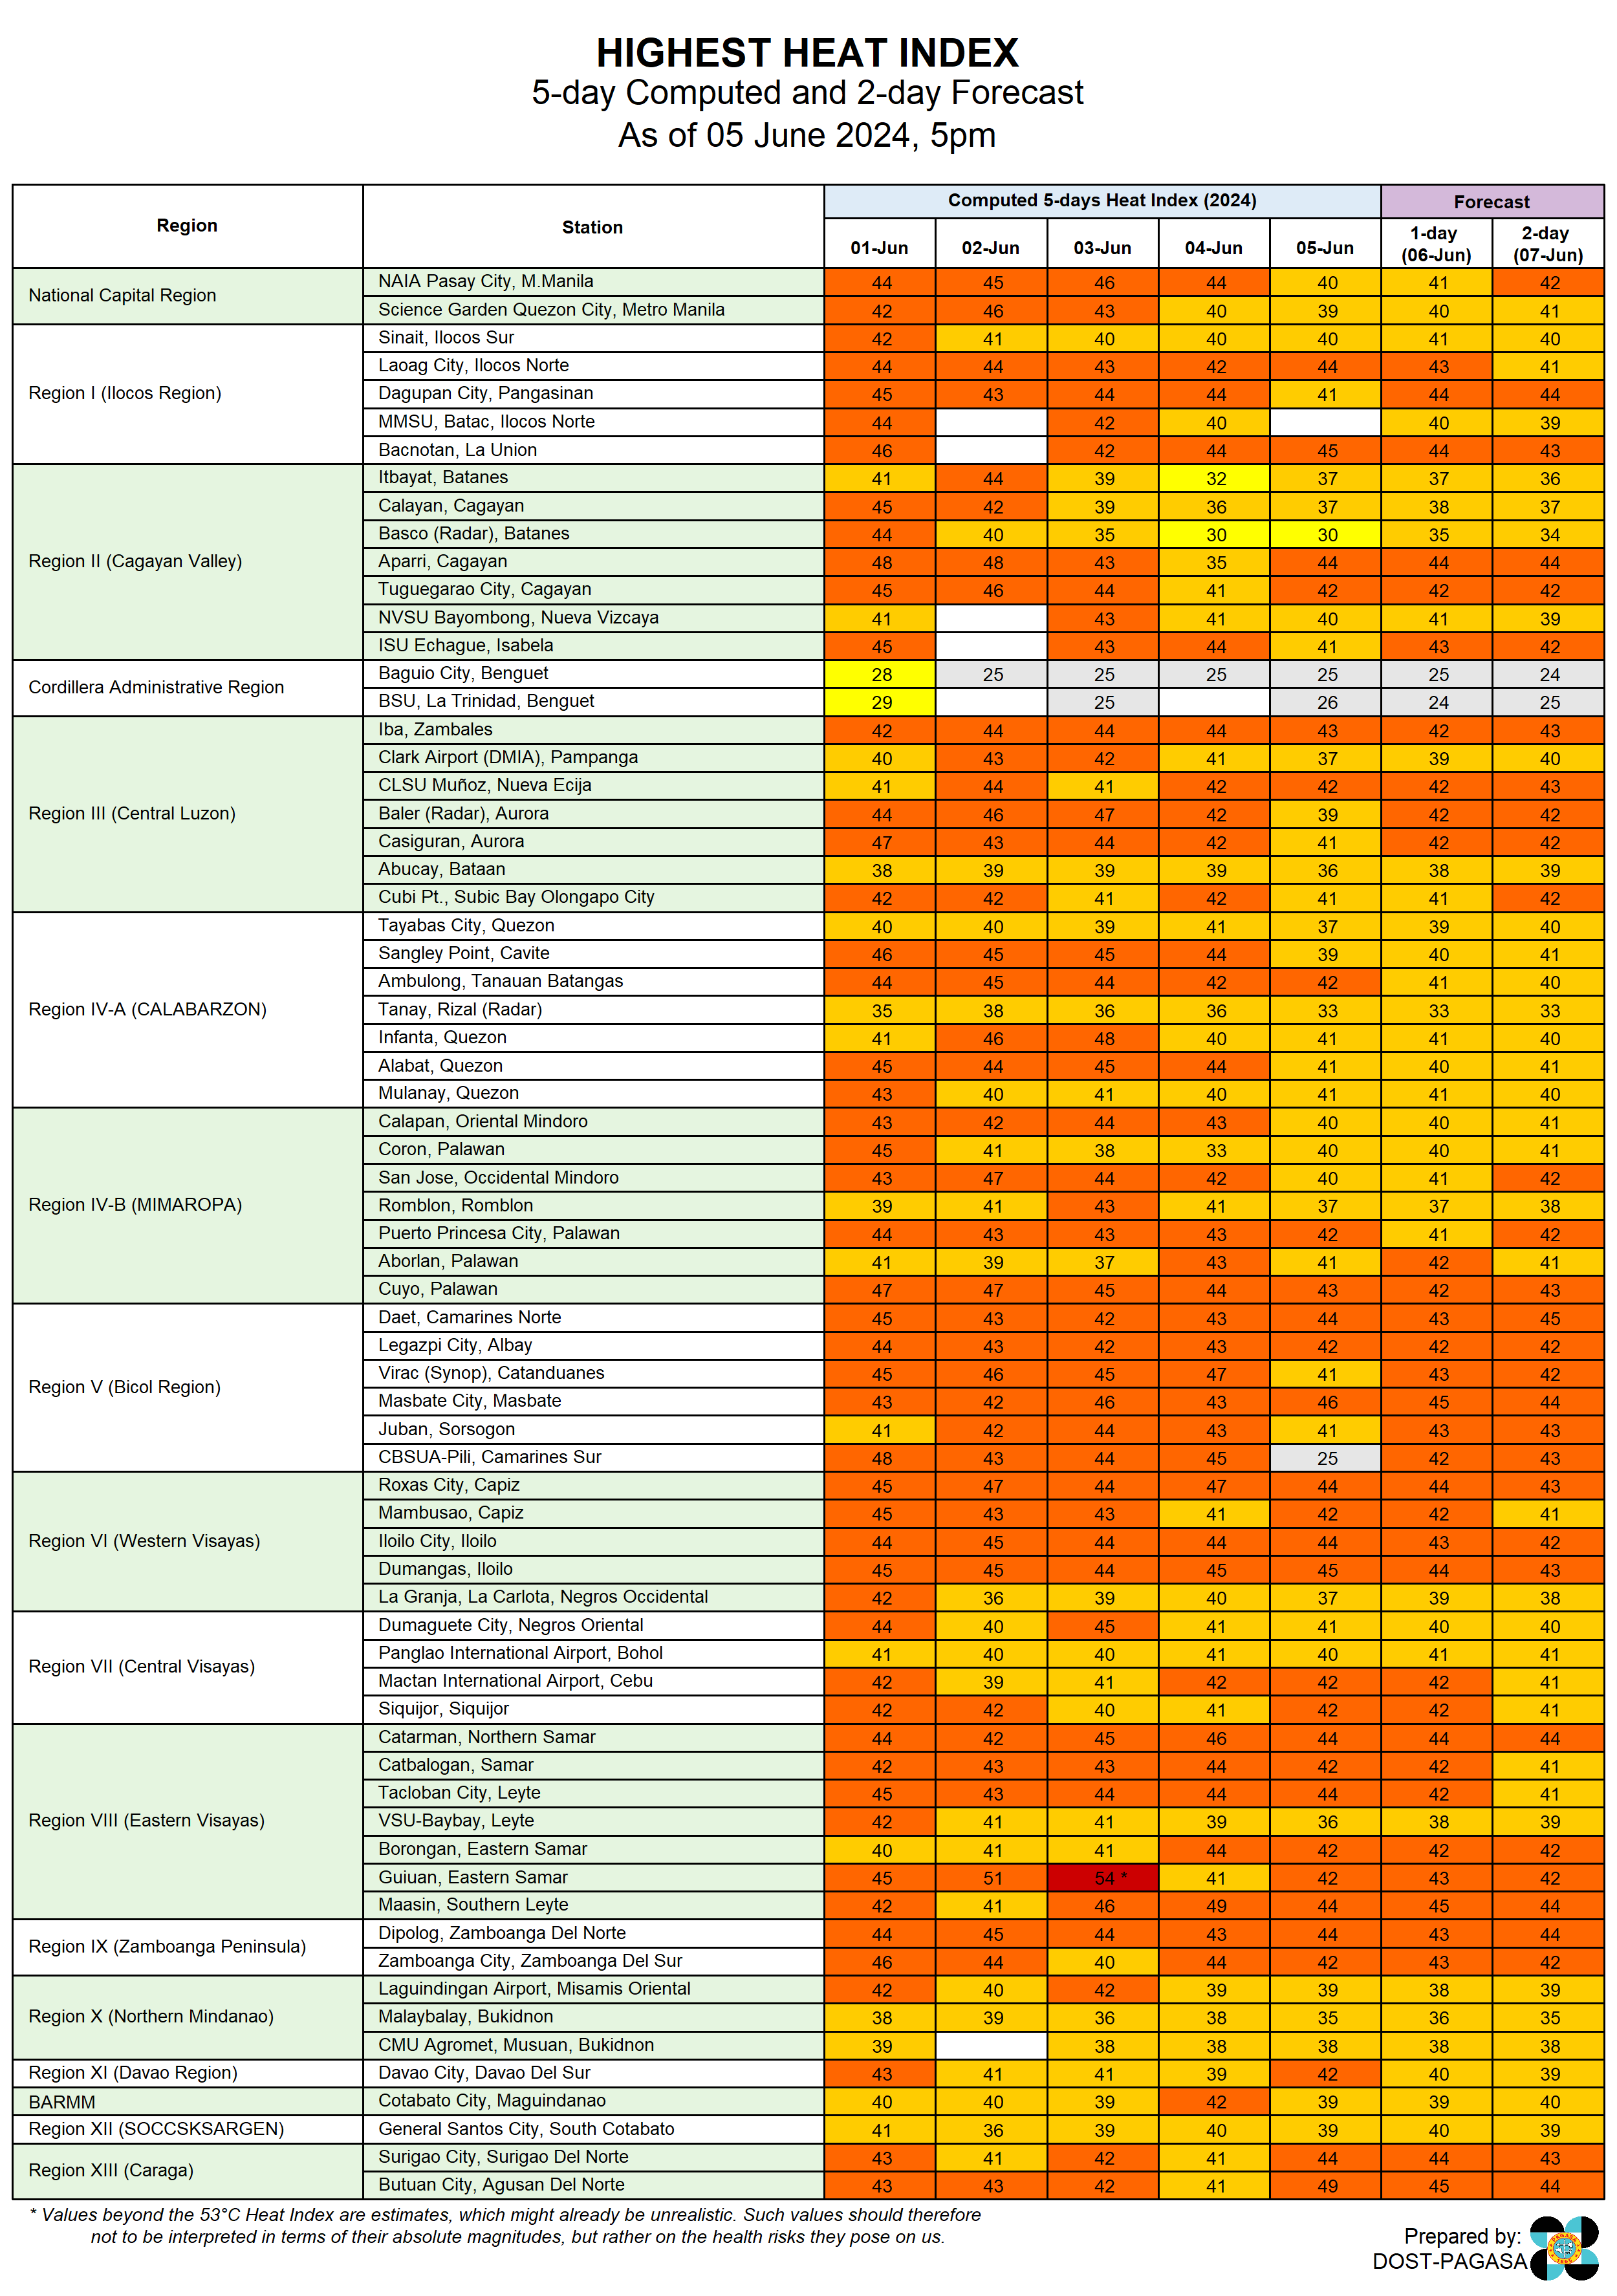 HIGHEST HEAT INDEX
5-day Computed and 2-day Forecast
As of 05 June 2024, 5pm
Region Station Computed 5-days Heat Index (2024) Forecast
01-Jun 02-Jun 03-Jun 04-Jun 05-Jun 1-day (06-Jun) 2-day (07-Jun)
National Capital Region
NAIA Pasay City, M.Manila 44 45 46 44 40 41 42
Science Garden Quezon City, Metro Manila 42 46 43 40 39 40 41
Region I (Ilocos Region)
Sinait, Ilocos Sur 42 41 40 40 40 41 40
Laoag City, Ilocos Norte 44 44 43 42 44 43 41
Dagupan City, Pangasinan 45 43 44 44 41 44 44
MMSU, Batac, Ilocos Norte 44 42 40 40 39
Bacnotan, La Union 46 42 44 45 44 43
Region II (Cagayan Valley)
Itbayat, Batanes 41 44 39 32 37 37 36
Calayan, Cagayan 45 42 39 36 37 38 37
Basco (Radar), Batanes 44 40 35 30 30 35 34
Aparri, Cagayan 48 48 43 35 44 44 44
Tuguegarao City, Cagayan 45 46 44 41 42 42 42
NVSU Bayombong, Nueva Vizcaya 41 43 41 40 41 39
ISU Echague, Isabela 45 43 44 41 43 42
Cordillera Administrative Region
Baguio City, Benguet 28 25 25 25 25 25 24
BSU, La Trinidad, Benguet 29 25 26 24 25
Region III (Central Luzon)
Iba, Zambales 42 44 44 44 43 42 43
Clark Airport (DMIA), Pampanga 40 43 42 41 37 39 40
CLSU Muñoz, Nueva Ecija 41 44 41 42 42 42 43
Baler (Radar), Aurora 44 46 47 42 39 42 42
Casiguran, Aurora 47 43 44 42 41 42 42
Abucay, Bataan 38 39 39 39 36 38 39
Cubi Pt., Subic Bay Olongapo City 42 42 41 42 41 41 42
Region IV-A (CALABARZON)
Tayabas City, Quezon 40 40 39 41 37 39 40
Sangley Point, Cavite 46 45 45 44 39 40 41
Ambulong, Tanauan Batangas 44 45 44 42 42 41 40
Tanay, Rizal (Radar) 35 38 36 36 33 33 33
Infanta, Quezon 41 46 48 40 41 41 40
Alabat, Quezon 45 44 45 44 41 40 41
Mulanay, Quezon 43 40 41 40 41 41 40
Region IV-B (MIMAROPA)
Calapan, Oriental Mindoro 43 42 44 43 40 40 41
Coron, Palawan 45 41 38 33 40 40 41
San Jose, Occidental Mindoro 43 47 44 42 40 41 42
Romblon, Romblon 39 41 43 41 37 37 38
Puerto Princesa City, Palawan 44 43 43 43 42 41 42
Aborlan, Palawan 41 39 37 43 41 42 41
Cuyo, Palawan 47 47 45 44 43 42 43
Region V (Bicol Region)
Daet, Camarines Norte 45 43 42 43 44 43 45
Legazpi City, Albay 44 43 42 43 42 42 42
Virac (Synop), Catanduanes 45 46 45 47 41 43 42
Masbate City, Masbate 43 42 46 43 46 45 44
Juban, Sorsogon 41 42 44 43 41 43 43
CBSUA-Pili, Camarines Sur 48 43 44 45 25 42 43
Region VI (Western Visayas)
Roxas City, Capiz 45 47 44 47 44 44 43
Mambusao, Capiz 45 43 43 41 42 42 41
Iloilo City, Iloilo 44 45 44 44 44 43 42
Dumangas, Iloilo 45 45 45 45 45 44 43
La Granja, La Carlota, Negros Occidental 42 36 39 40 37 39 38
Region VII (Central Visayas)
Dumaguete City, Negros Oriental 44 40 45 41 41 40 40
Panglao International Airport, Bohol 41 40 40 41 40 41 41
Mactan International Airport, Cebu 42 39 41 42 42 42 41
Siquijor, Siquijor 42 42 40 41 42 42 41
Region VIII (Eastern Visayas)
Catarman, Northern Samar 44 42 45 46 44 44 44
Catbalogan, Samar 42 43 43 44 42 42 41
Tacloban City, Leyte 45 43 44 44 44 42 41
VSU-Baybay, Leyte 42 41 41 39 36 38 39
Borongan, Eastern Samar 40 41 41 44 42 42 42
Guiuan, Eastern Samar 45 51 54 * 41 42 43 42
Maasin, Southern Leyte 42 41 46 49 44 45 44
Region IX (Zamboanga Peninsula)
Dipolog, Zamboanga Del Norte 44 45 44 43 44 43 44
Zamboanga City, Zamboanga Del Sur 46 44 40 44 42 43 42
Region X (Northern Mindanao)
Laguindingan Airport, Misamis Oriental 42 40 42 39 39 38 39
Malaybalay, Bukidnon 38 39 36 38 35 36 35
CMU Agromet, Musuan, Bukidnon 39 38 38 38 38 38
Region XI (Davao Region) Davao City, Davao Del Sur 43 41 41 39 42 40 39
BARMM Cotabato City, Maguindanao 40 40 39 42 39 39 40
Region XII (SOCCSKSARGEN) General Santos City, South Cotabato 41 36 39 40 39 40 39
Region XIII (Caraga)
Surigao City, Surigao Del Norte 43 41 42 41 44 44 43
Butuan City, Agusan Del Norte 43 43 42 41 49 45 44
* Values beyond the 53°C Heat Index are estimates, which might already be unrealistic. Such values should therefore
not to be interpreted in terms of their absolute magnitudes, but rather on the health risks they pose on us.
Prepared by:
DOST-PAGASA